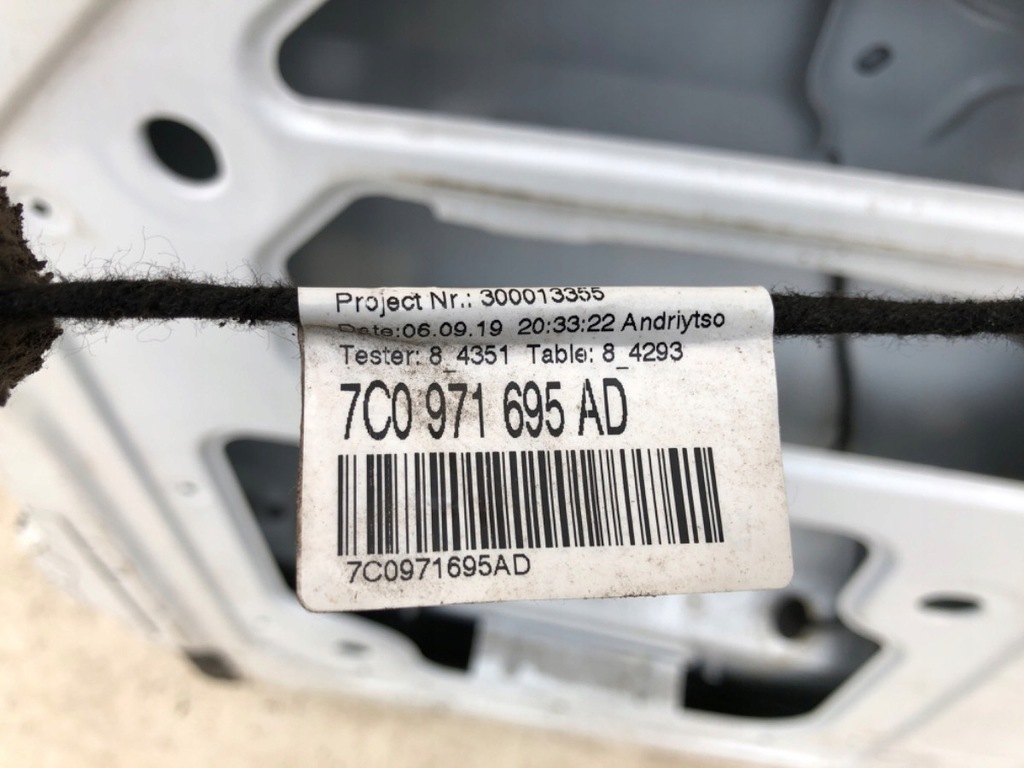 Project Nr.: 300013355
Date:06.09.19 20:33:22 Andriytso
Tester: 8_4351 Table: 8_4293
7C0 971 695 AD
7C0971695AD